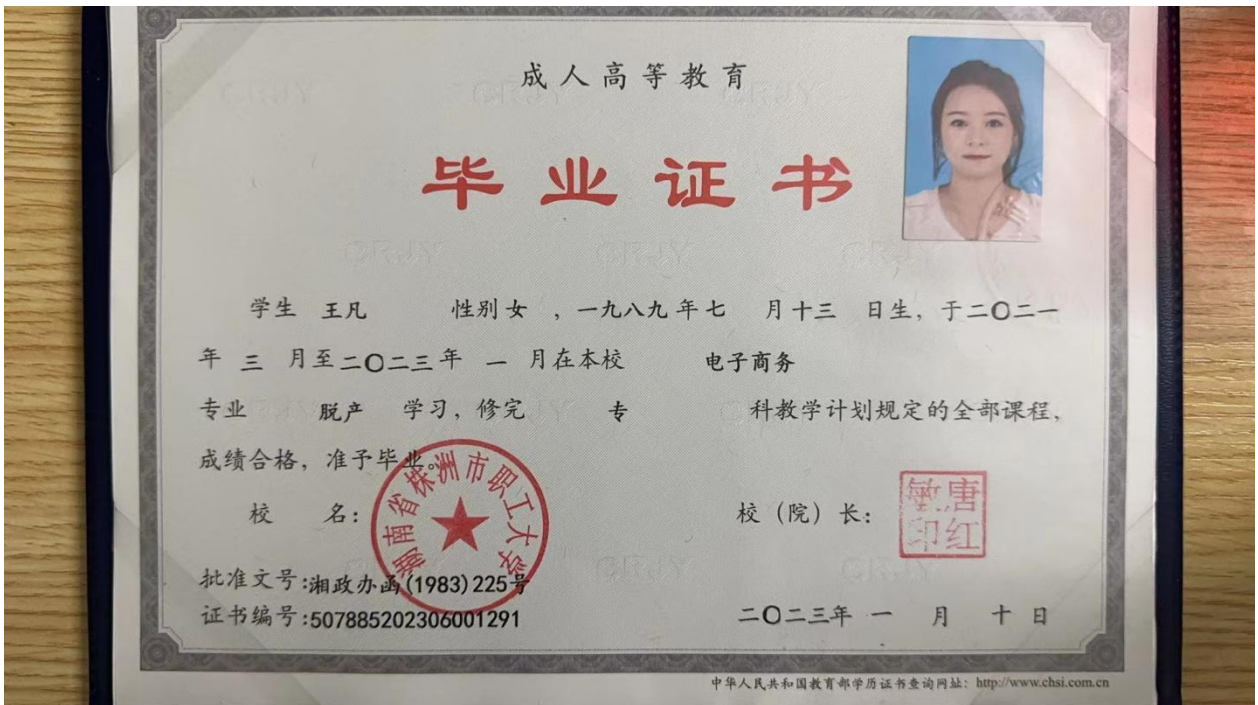 成人高等教育
毕业证书
学生 王凡 性别 女 ，一九八九 年 七 月 十三 日生，于二〇二一
年 三 月至二〇二三年 一 月在本校 电子商务
专业 脱产 学习，修完 专 科教学计划规定的全部课程，
成绩合格，准予毕业。
校 名：
湖南省株洲市职工大学
校（院）长：
唐红敏印
批准文号:湘政办函(1983)225号
证书编号:507885202306001291
二〇二三年 一 月 十 日
中华人民共和国教育部学历证书查询网址：http://www.chsi.com.cn